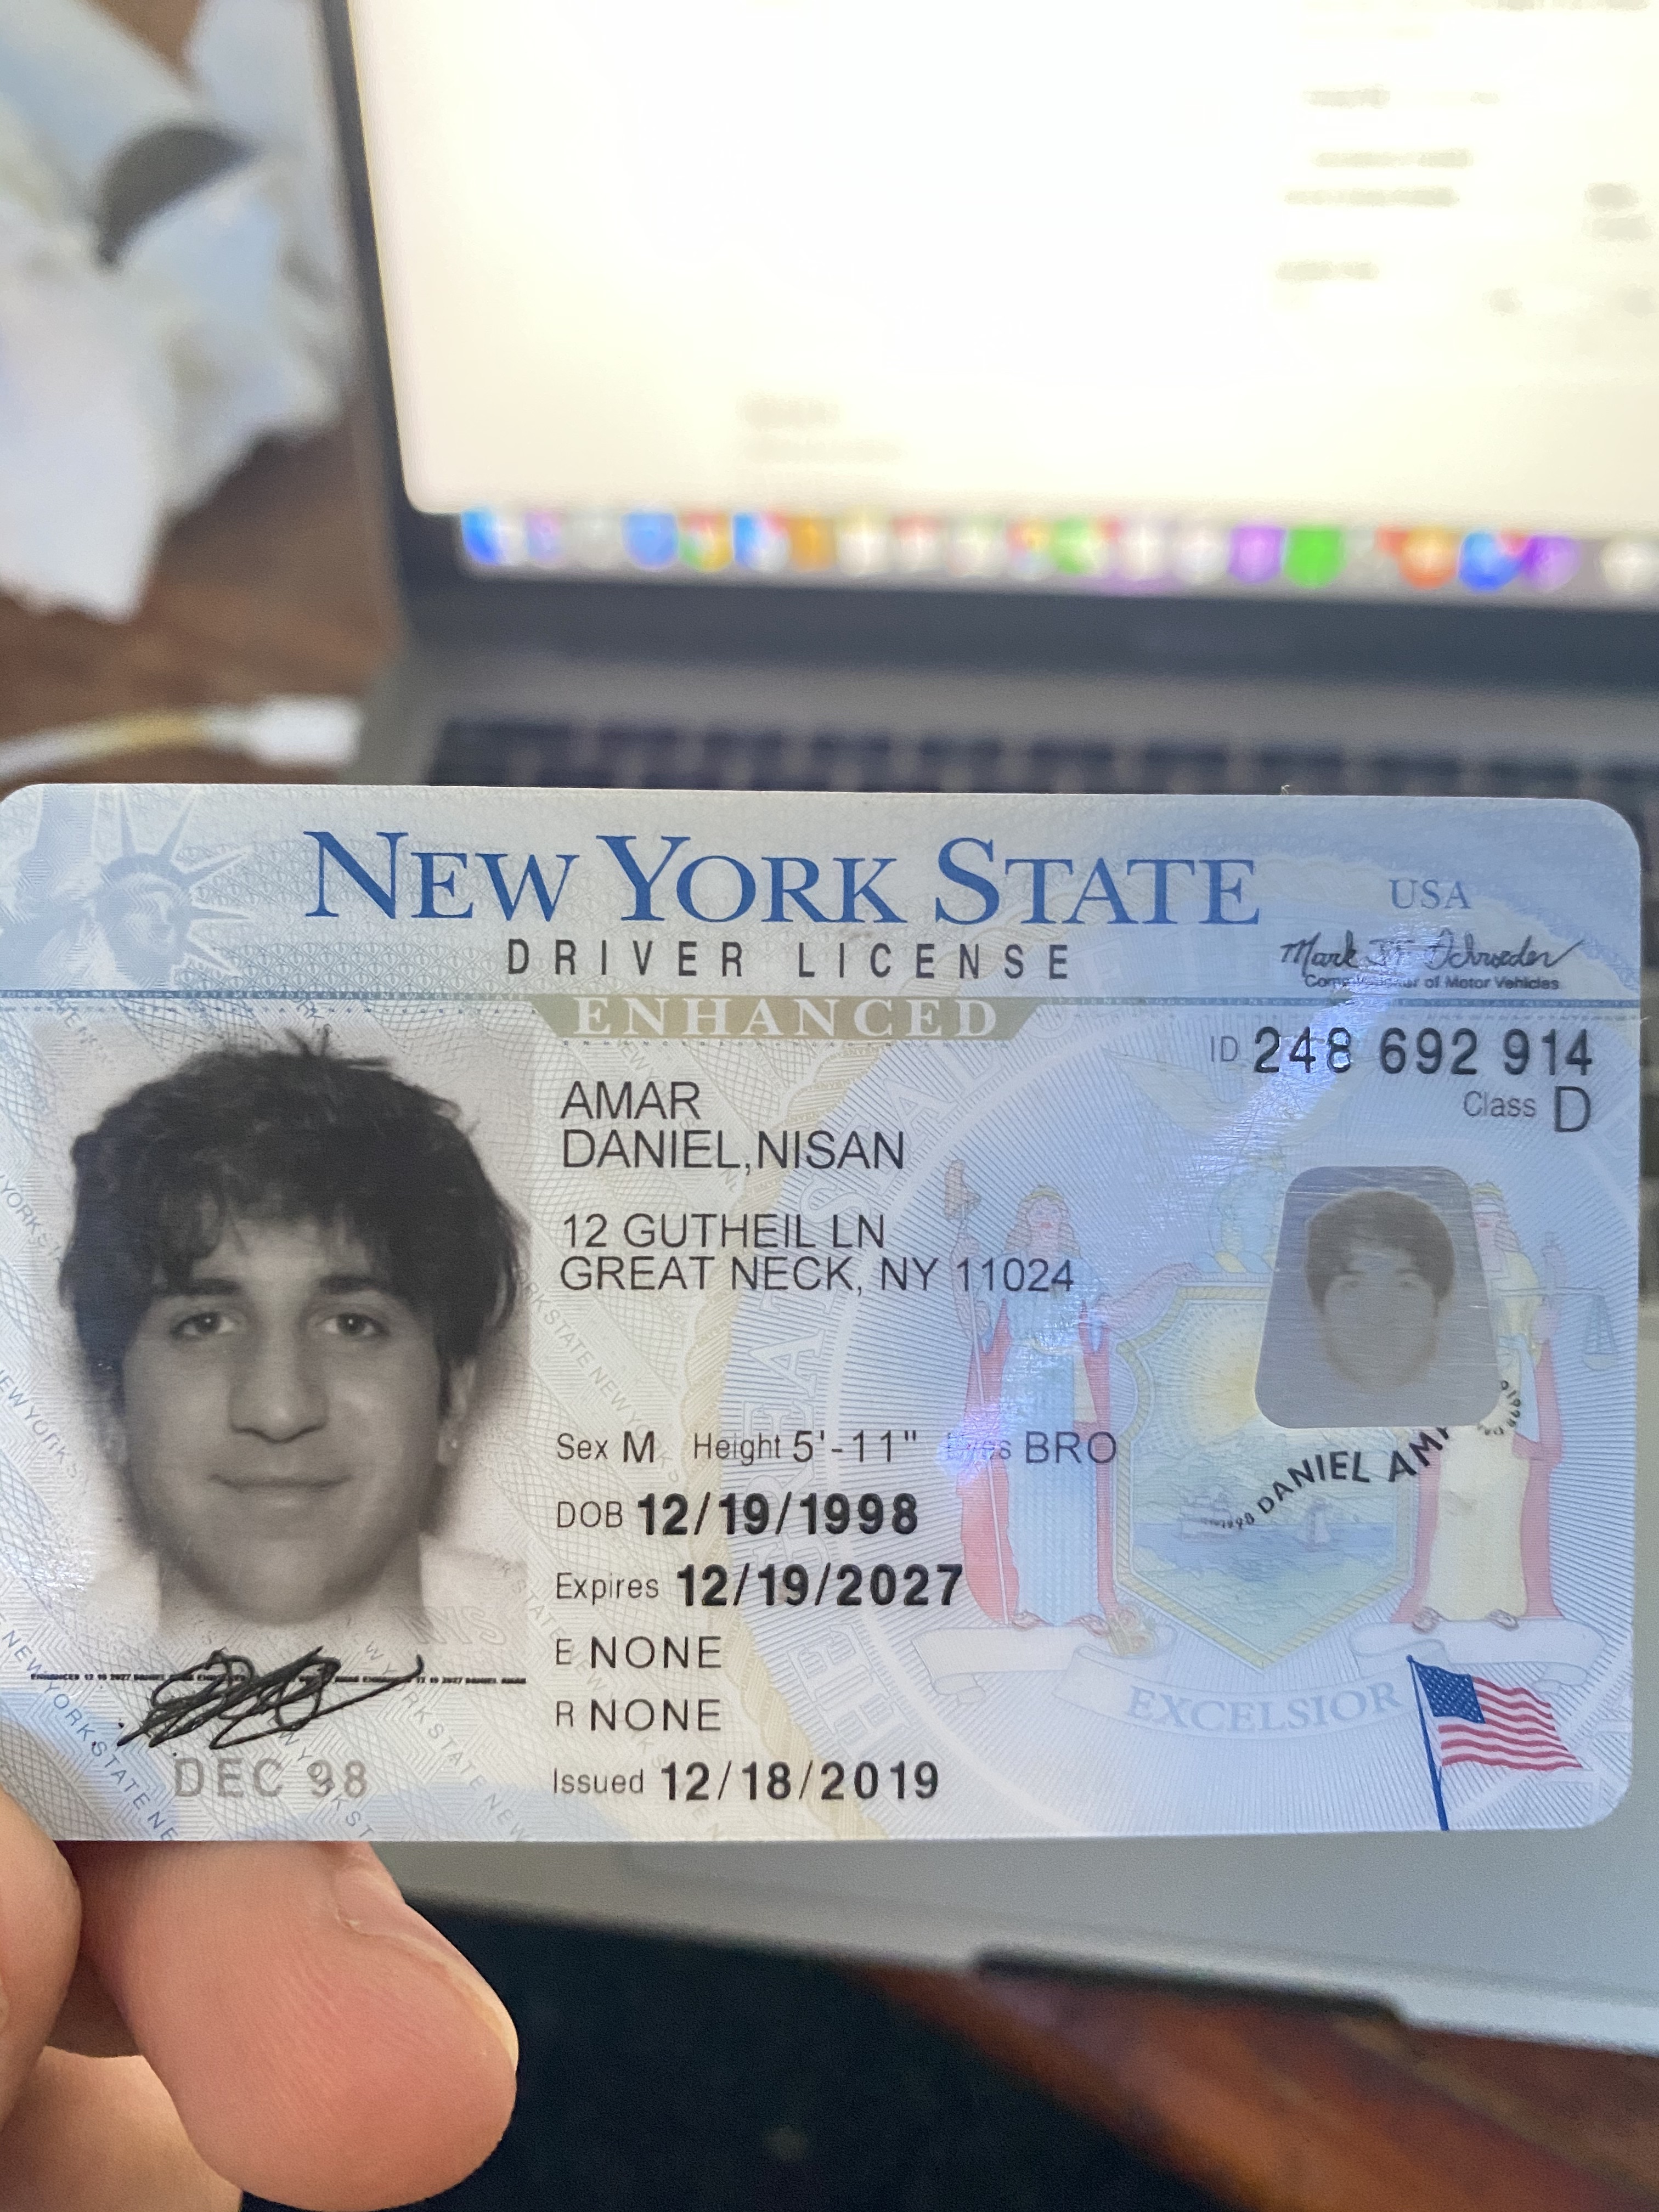 NEW YORK STATE
USA
DRIVER LICENSE
Mark Schroeder
of Motor Vehicles
ENHANCED
ID 248 692 914
Class D
AMAR
DANIEL,NISAN
12 GUTHEIL LN
GREAT NECK, NY 11024
Sex M Height 5'-11" Eyes BRO
DOB 12/19/1998
Expires 12/19/2027
E NONE
R NONE
Issued 12/18/2019
DEC 98
DANIEL AM
EXCELSIOR